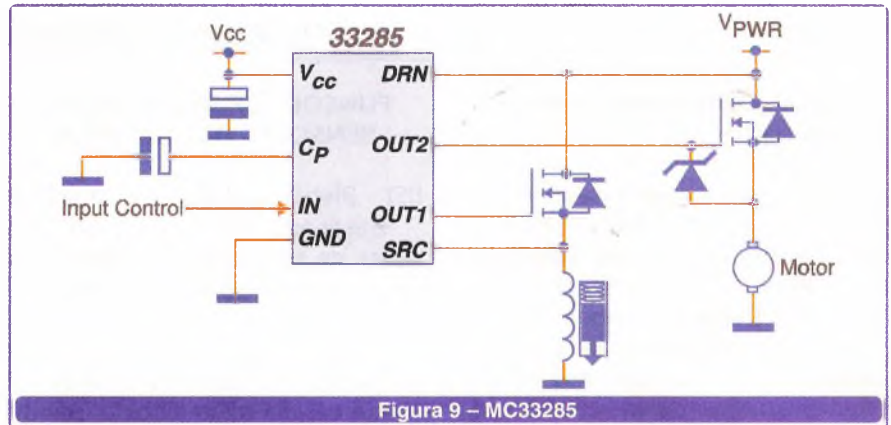 Vcc
33285
VPWR
Vcc
DRN
OUT2
CP
Input Control
IN
OUT1
GND
SRC
Motor
Figura 9 – MC33285